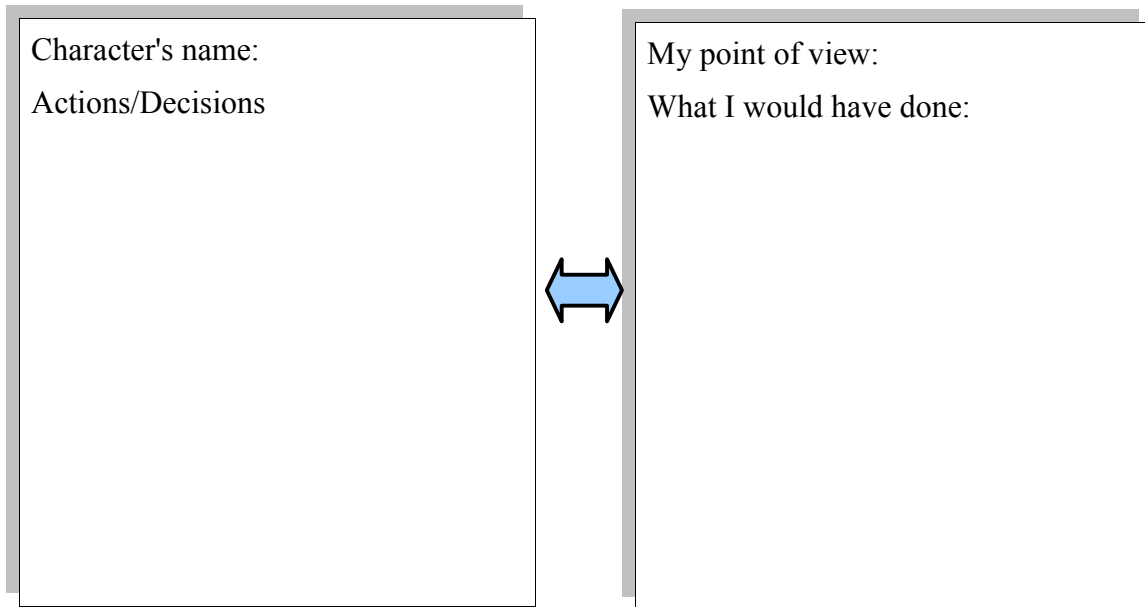 Character's name:
Actions/Decisions
My point of view:
What I would have done: